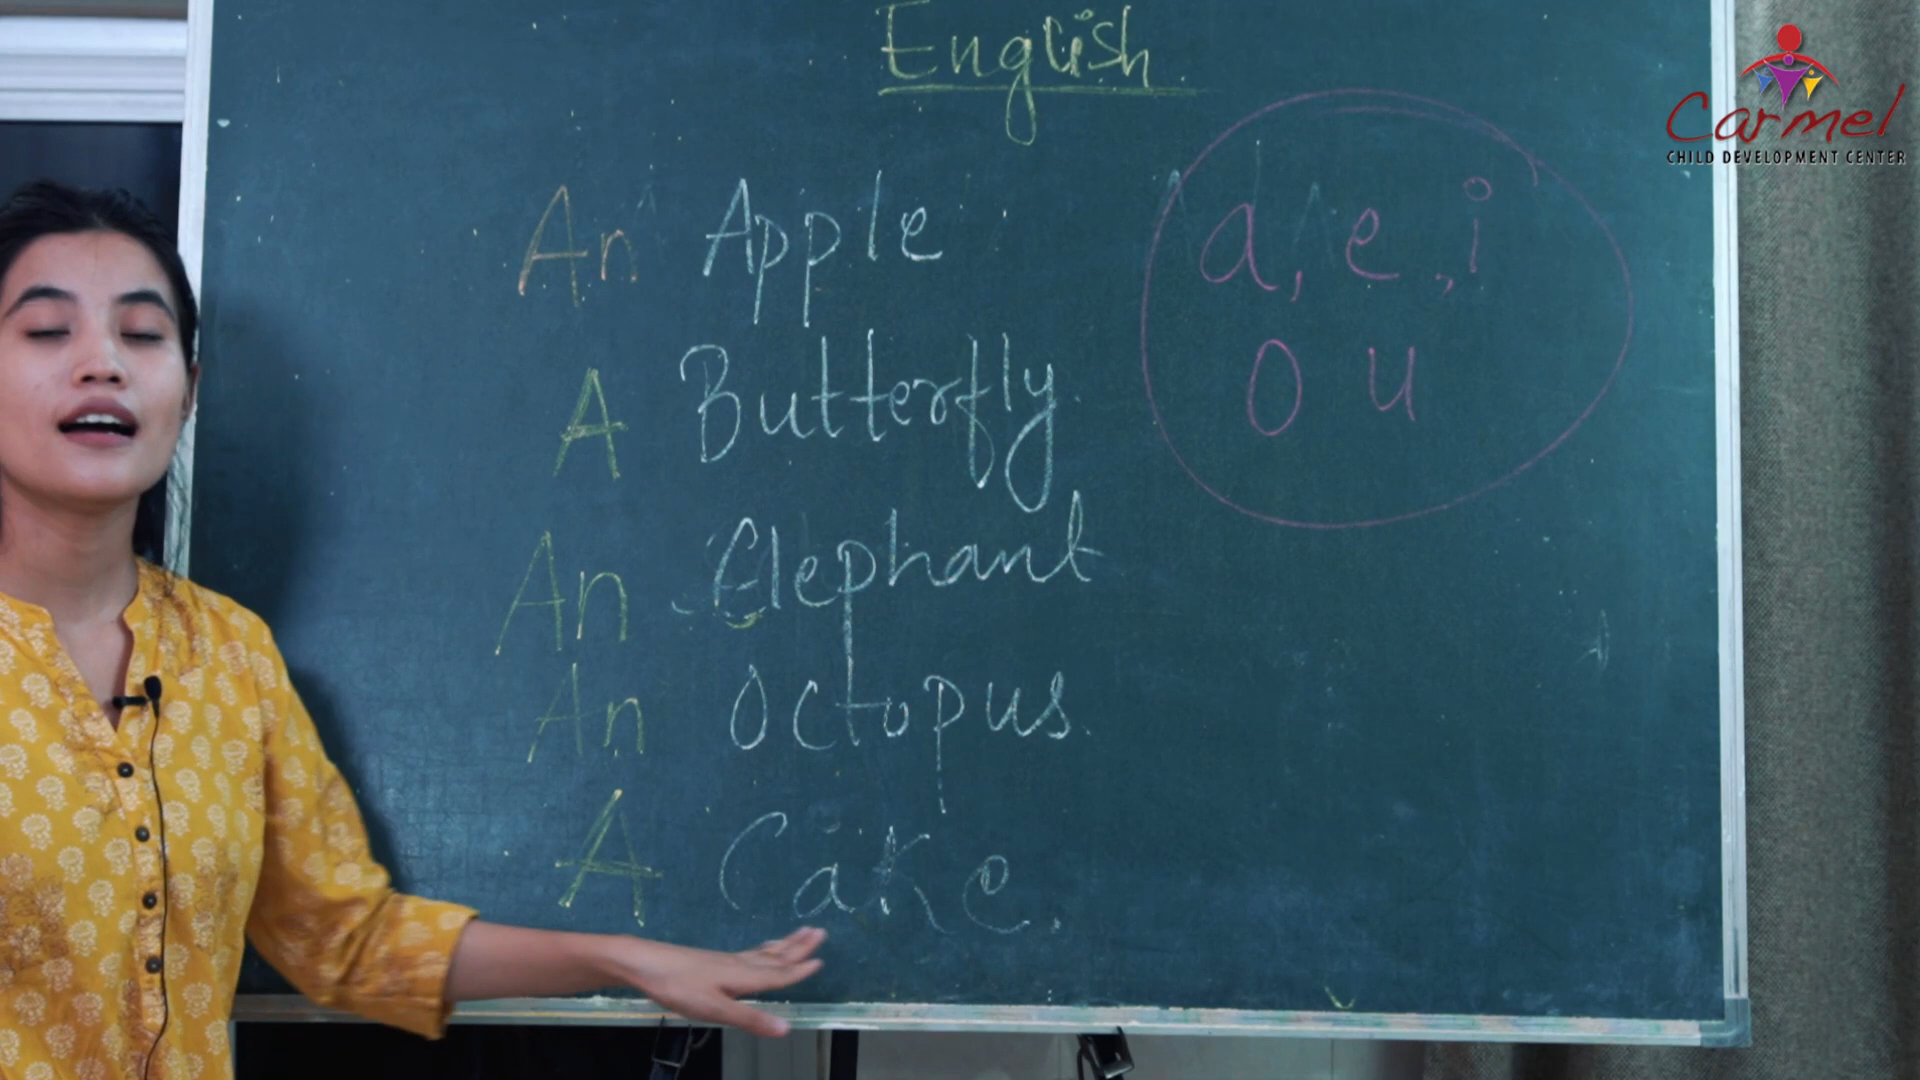 English
An Apple
A Butterfly.
An Elephant
An Octopus.
A Cake.
a, e, i
o u
Carmel
CHILD DEVELOPMENT CENTER